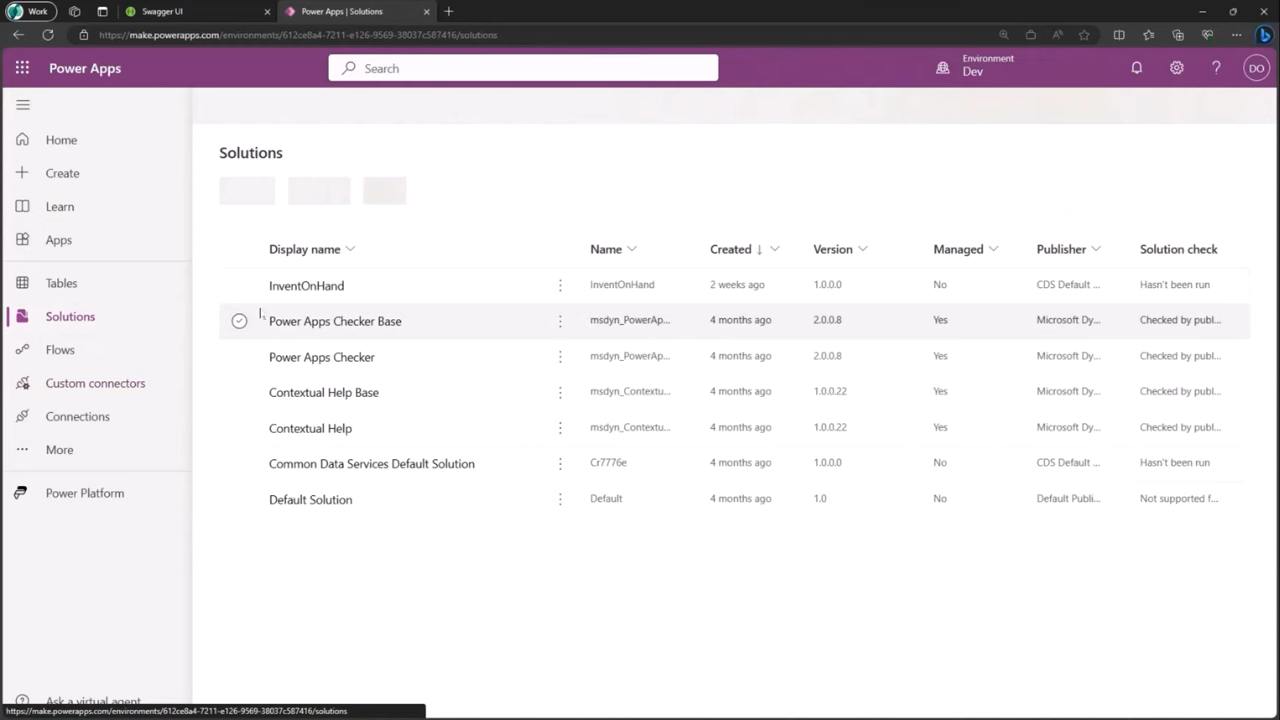 Work
Swagger UI
Power Apps | Solutions
https://make.powerapps.com/environments/612ce8a4-7211-e126-9569-38037c587416/solutions
Power Apps
Search
Environment
Dev
DO
Home
Create
Learn
Apps
Tables
Solutions
Flows
Custom connectors
Connections
More
Power Platform
Ask a virtual agent
Solutions
Display name Name Created Version Managed Publisher Solution check
InventOnHand InventOnHand 2 weeks ago 1.0.0.0 No CDS Default ... Hasn't been run
Power Apps Checker Base msdyn_PowerAp... 4 months ago 2.0.0.8 Yes Microsoft Dy... Checked by publ...
Power Apps Checker msdyn_PowerAp... 4 months ago 2.0.0.8 Yes Microsoft Dy... Checked by publ...
Contextual Help Base msdyn_Contextu... 4 months ago 1.0.0.22 Yes Microsoft Dy... Checked by publ...
Contextual Help msdyn_Contextu... 4 months ago 1.0.0.22 Yes Microsoft Dy... Checked by publ...
Common Data Services Default Solution Cr7776e 4 months ago 1.0.0.0 No CDS Default ... Hasn't been run
Default Solution Default 4 months ago 1.0 No Default Publi... Not supported f...
https://make.powerapps.com/environments/612ce8a4-7211-e126-9569-38037c587416/solutions